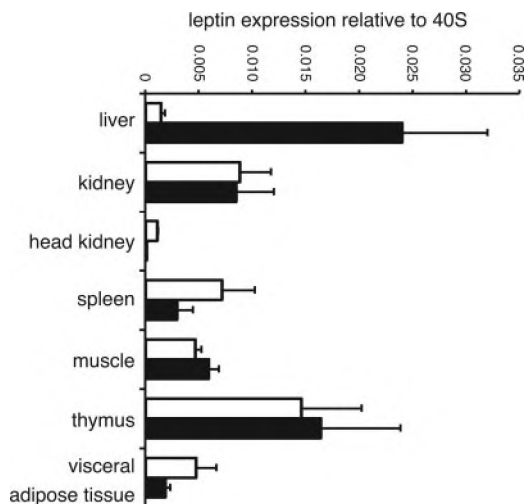 leptin expression relative to 40S
0
0.005
0.010
0.015
0.020
0.025
0.030
0.035
liver
kidney
head kidney
spleen
muscle
thymus
visceral
adipose tissue